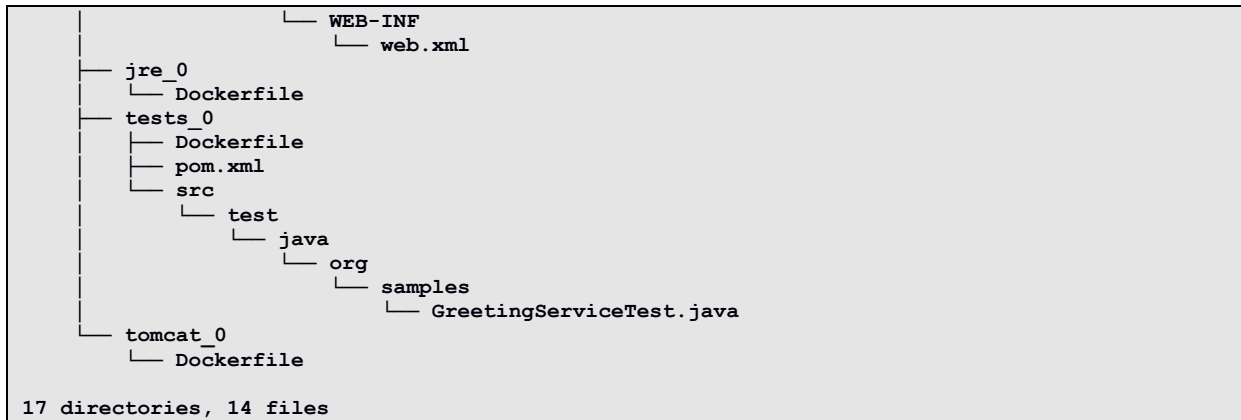 │               └── WEB-INF
│                   └── web.xml
├── jre_0
│   └── Dockerfile
├── tests_0
│   ├── Dockerfile
│   ├── pom.xml
│   └── src
│       └── test
│           └── java
│               └── org
│                   └── samples
│                       └── GreetingServiceTest.java
└── tomcat_0
    └── Dockerfile
17 directories, 14 files